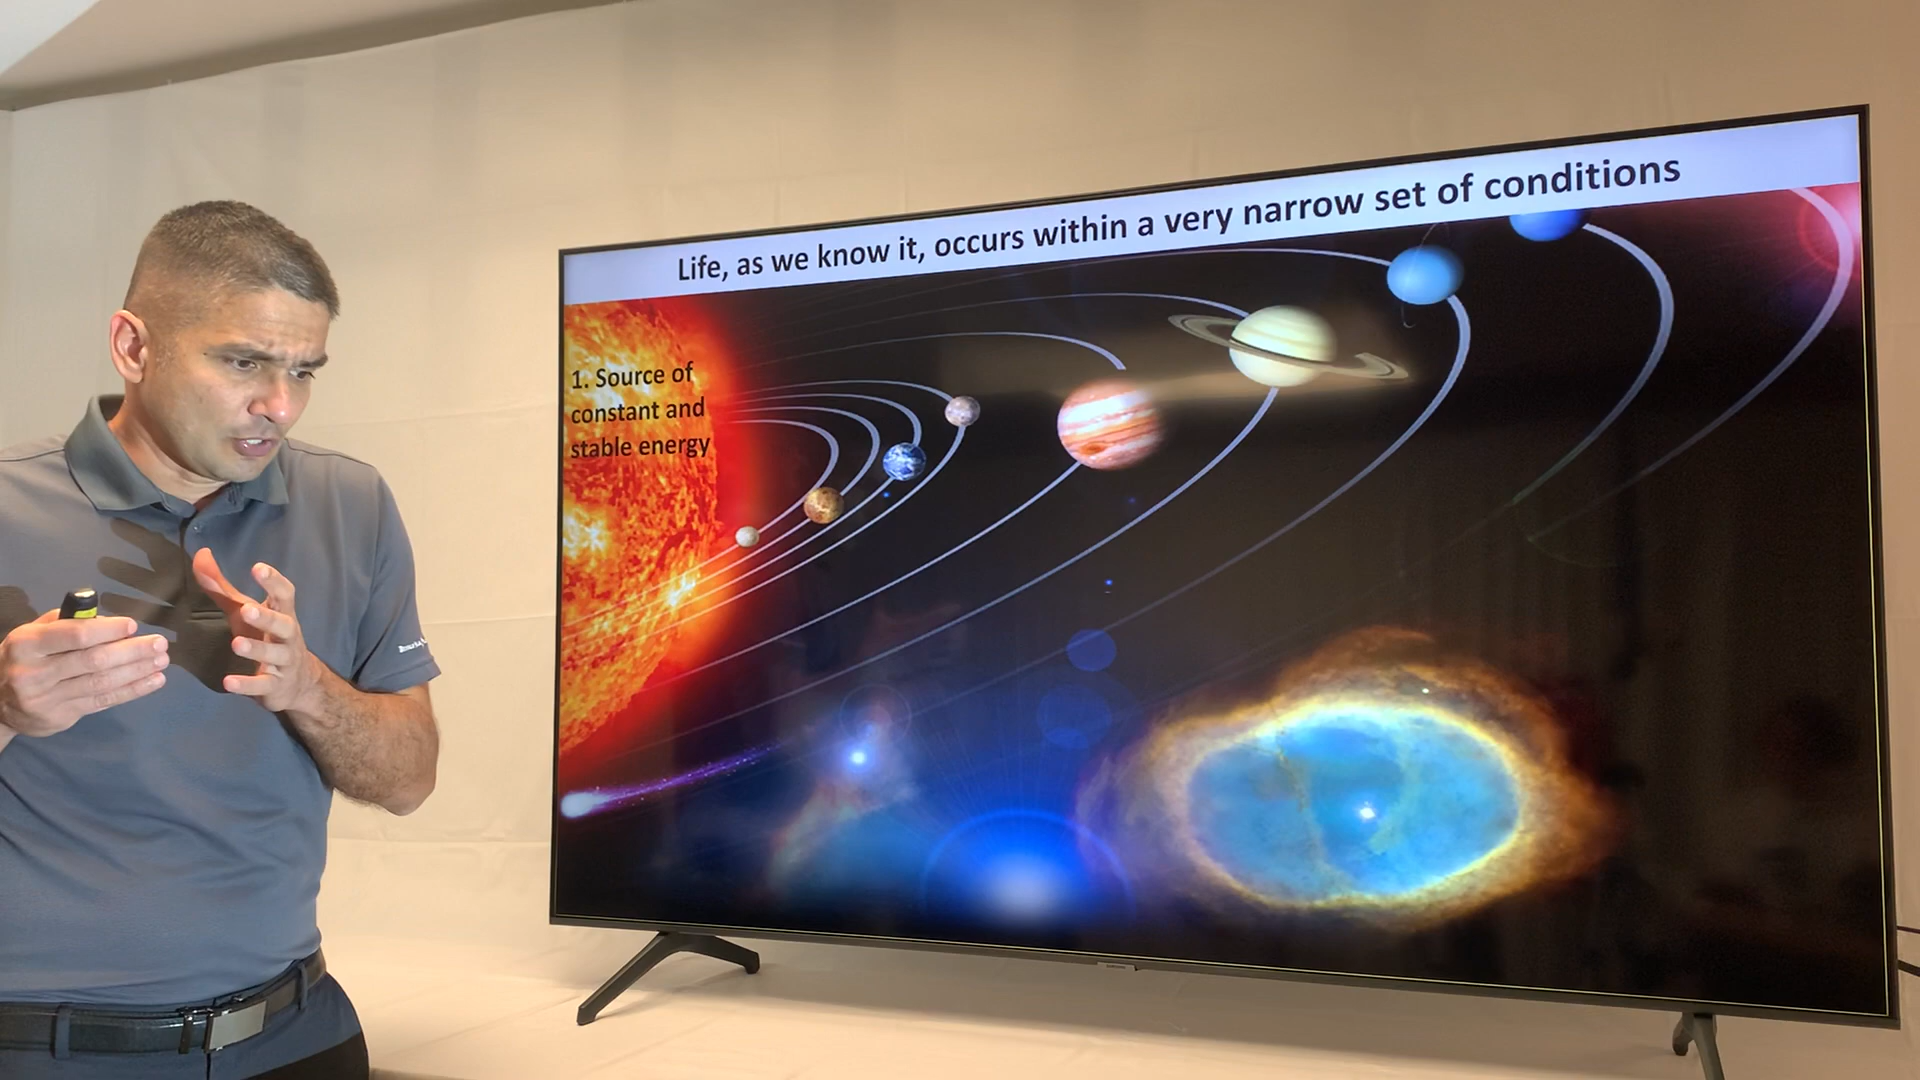 Life, as we know it, occurs within a very narrow set of conditions
1. Source of
constant and
stable energy